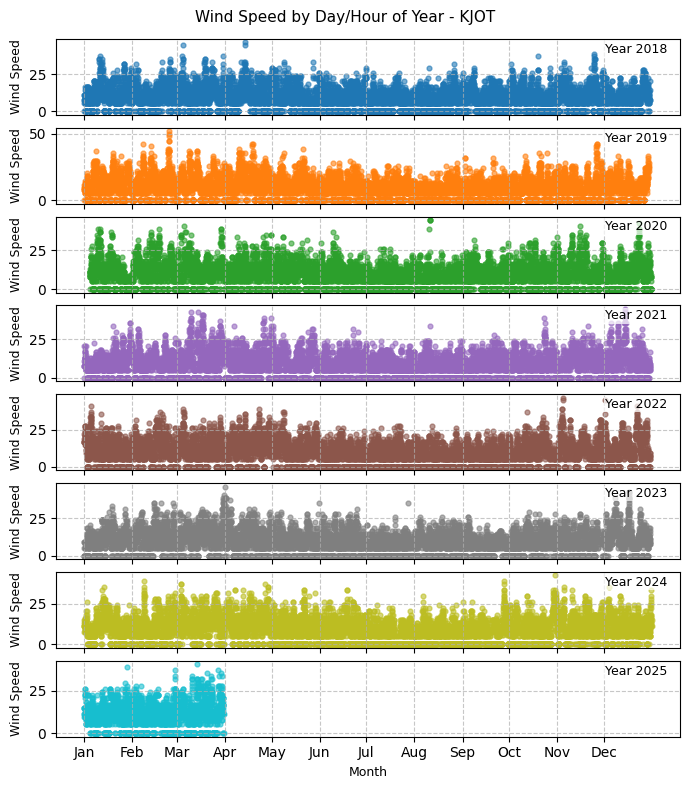 Wind Speed by Day/Hour of Year - KJOT
Wind Speed
25
0
Year 2018
Wind Speed
50
0
Year 2019
Wind Speed
25
0
Year 2020
Wind Speed
25
0
Year 2021
Wind Speed
25
0
Year 2022
Wind Speed
25
0
Year 2023
Wind Speed
25
0
Year 2024
Wind Speed
25
0
Year 2025
Jan Feb Mar Apr May Jun Jul Aug Sep Oct Nov Dec
Month